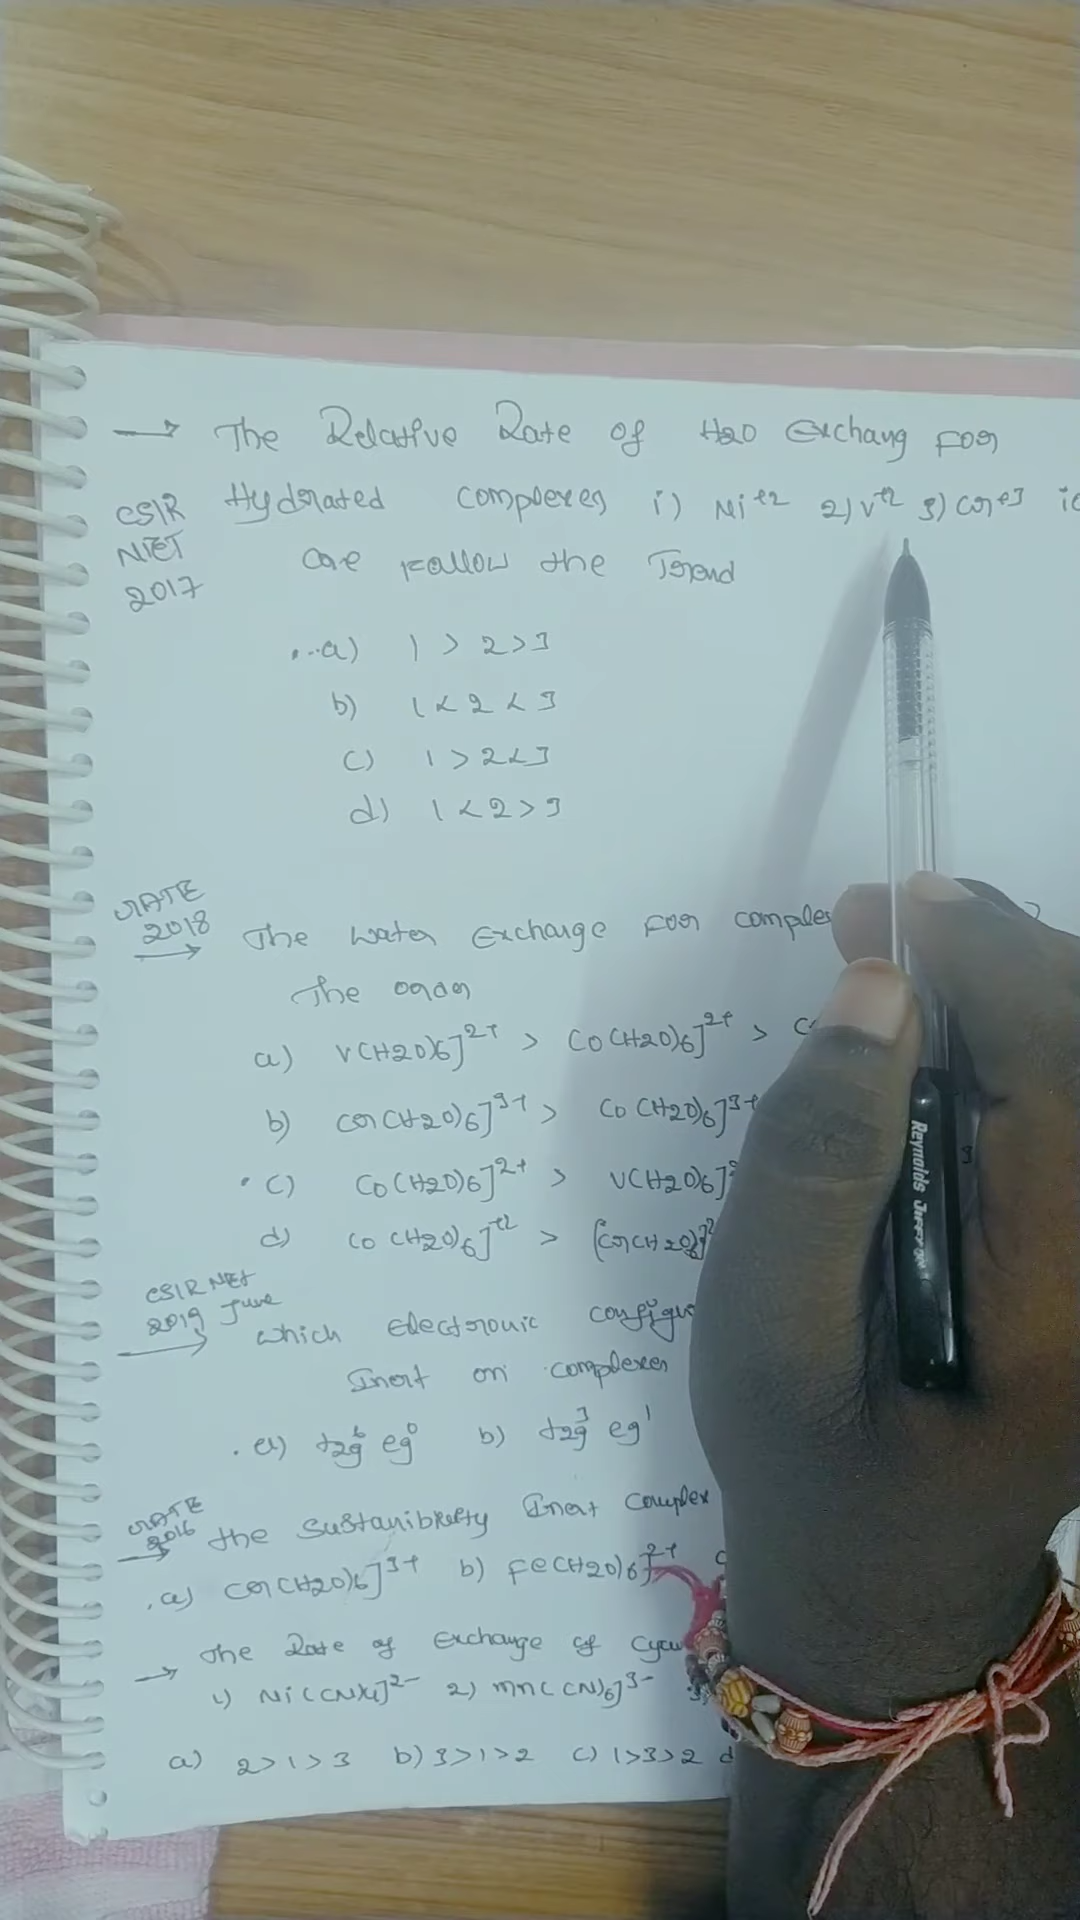 → The Relative Rate of H2O Exchang For
CSIR NET 2017
Hydrated complexes i) Ni+2 2) V+2 3) Cr+3
are Follow the Trend
a) 1 > 2 > 3
b) 1 < 2 < 3
c) 1 > 2 < 3
d) 1 < 2 > 3
GATE 2018
→ The water Exchange For complex
The order
a) V(H2O)6]2+ > Co(H2O)6]2+ >
b) Cr(H2O)6]3+ > Co(H2O)6]3+
c) Co(H2O)6]2+ > V(H2O)6]
d) Co(H2O)6]+2 > [Cr(H2O)6]
CSIR NET 2019 June
→ which Electronic
Inert on complexes
a) t2g6 eg0 b) t2g3 eg1
GATE 2016
→ the Inert Complex
a) Cr(H2O)6]3+ b) Fe(H2O)6]2+
→ The Rate of Exchange of
1) Ni(CN)4]2- 2) Mn(CN)6]3-
a) 2>1>3 b) 3>1>2 c) 1>3>2 d
Reynolds